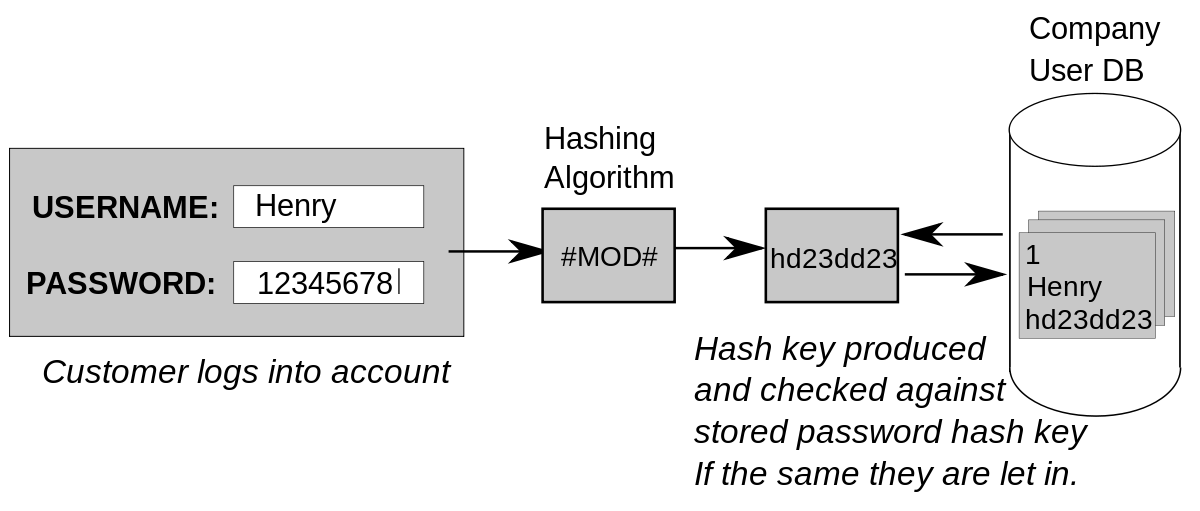 Company
User DB
Hashing
Algorithm
USERNAME: Henry
PASSWORD: 12345678
#MOD#
hd23dd23
1
Henry
hd23dd23
Customer logs into account
Hash key produced
and checked against
stored password hash key
If the same they are let in.